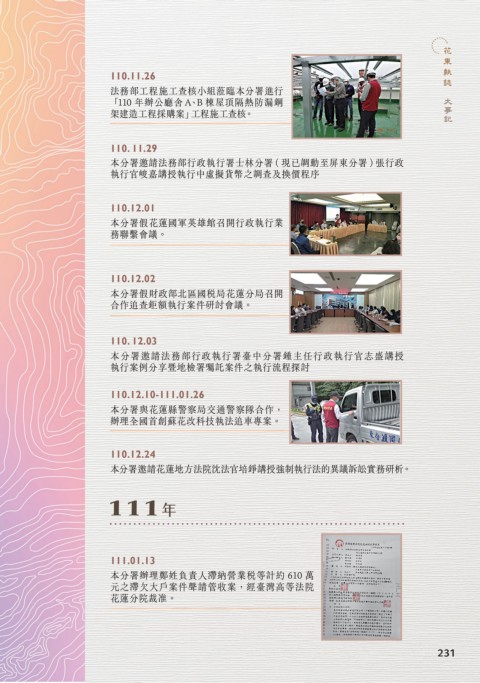 花東執誌 大事記
110.11.26
法務部工程施工查核小組蒞臨本分署進行
「110 年辦公廳舍 A、B 棟屋頂隔熱防漏鋼
架建造工程採購案」工程施工查核。
110. 11.29
本分署邀請法務部行政執行署士林分署（現已調動至屏東分署）張行政
執行官峻嘉講授執行中虛擬貨幣之調查及換價程序
110.12.01
本分署假花蓮國軍英雄館召開行政執行業
務聯繫會議。
110.12.02
本分署假財政部北區國稅局花蓮分局召開
合作追查鉅額執行案件研討會議。
110. 12.03
本分署邀請法務部行政執行署臺中分署鍾主任行政執行官志盛講授
執行案例分享暨地檢署囑託案件之執行流程探討
110.12.10-111.01.26
本分署與花蓮縣警察局交通警察隊合作，
辦理全國首創蘇花改科技執法追車專案。
110.12.24
本分署邀請花蓮地方法院沈法官培錚講授強制執行法的異議訴訟實務研析。
111年
111.01.13
本分署辦理鄭姓負責人滯納營業稅等計約 610 萬
元之滯欠大戶案件聲請管收案，經臺灣高等法院
花蓮分院裁准。
231